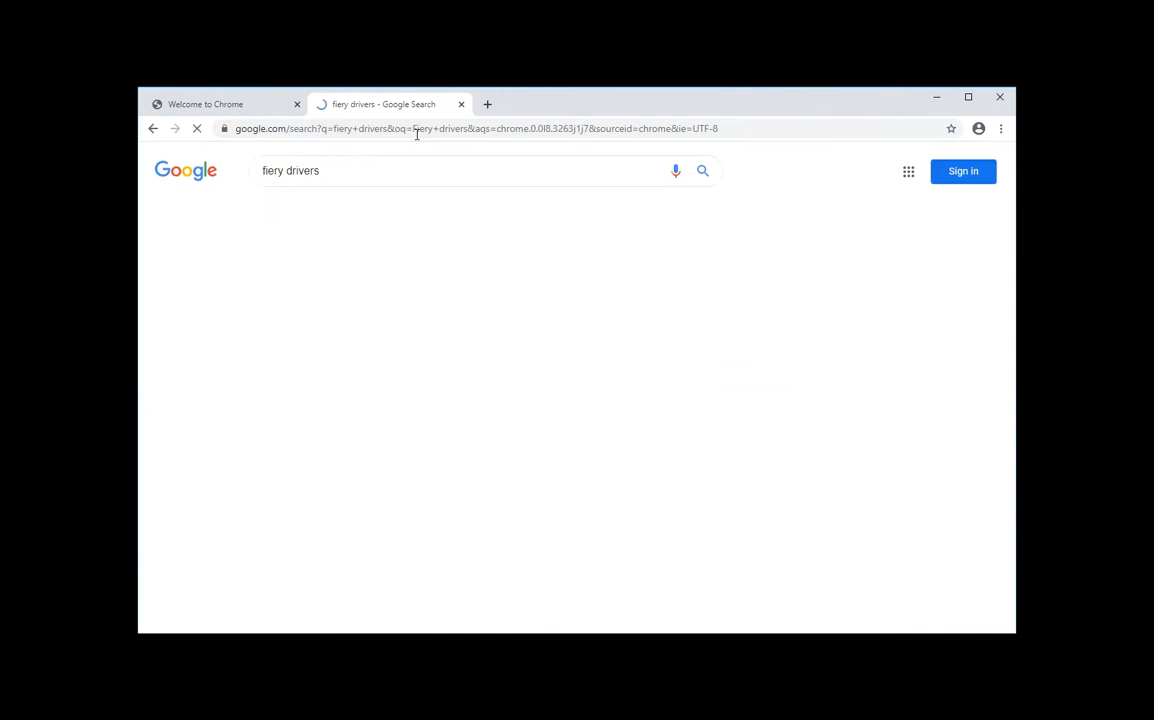 Welcome to Chrome
fiery drivers - Google Search
google.com/search?q=fiery+drivers&oq=Fiery+drivers&aqs=chrome.0.0l8.3263j1j7&sourceid=chrome&ie=UTF-8
Google
fiery drivers
Sign in